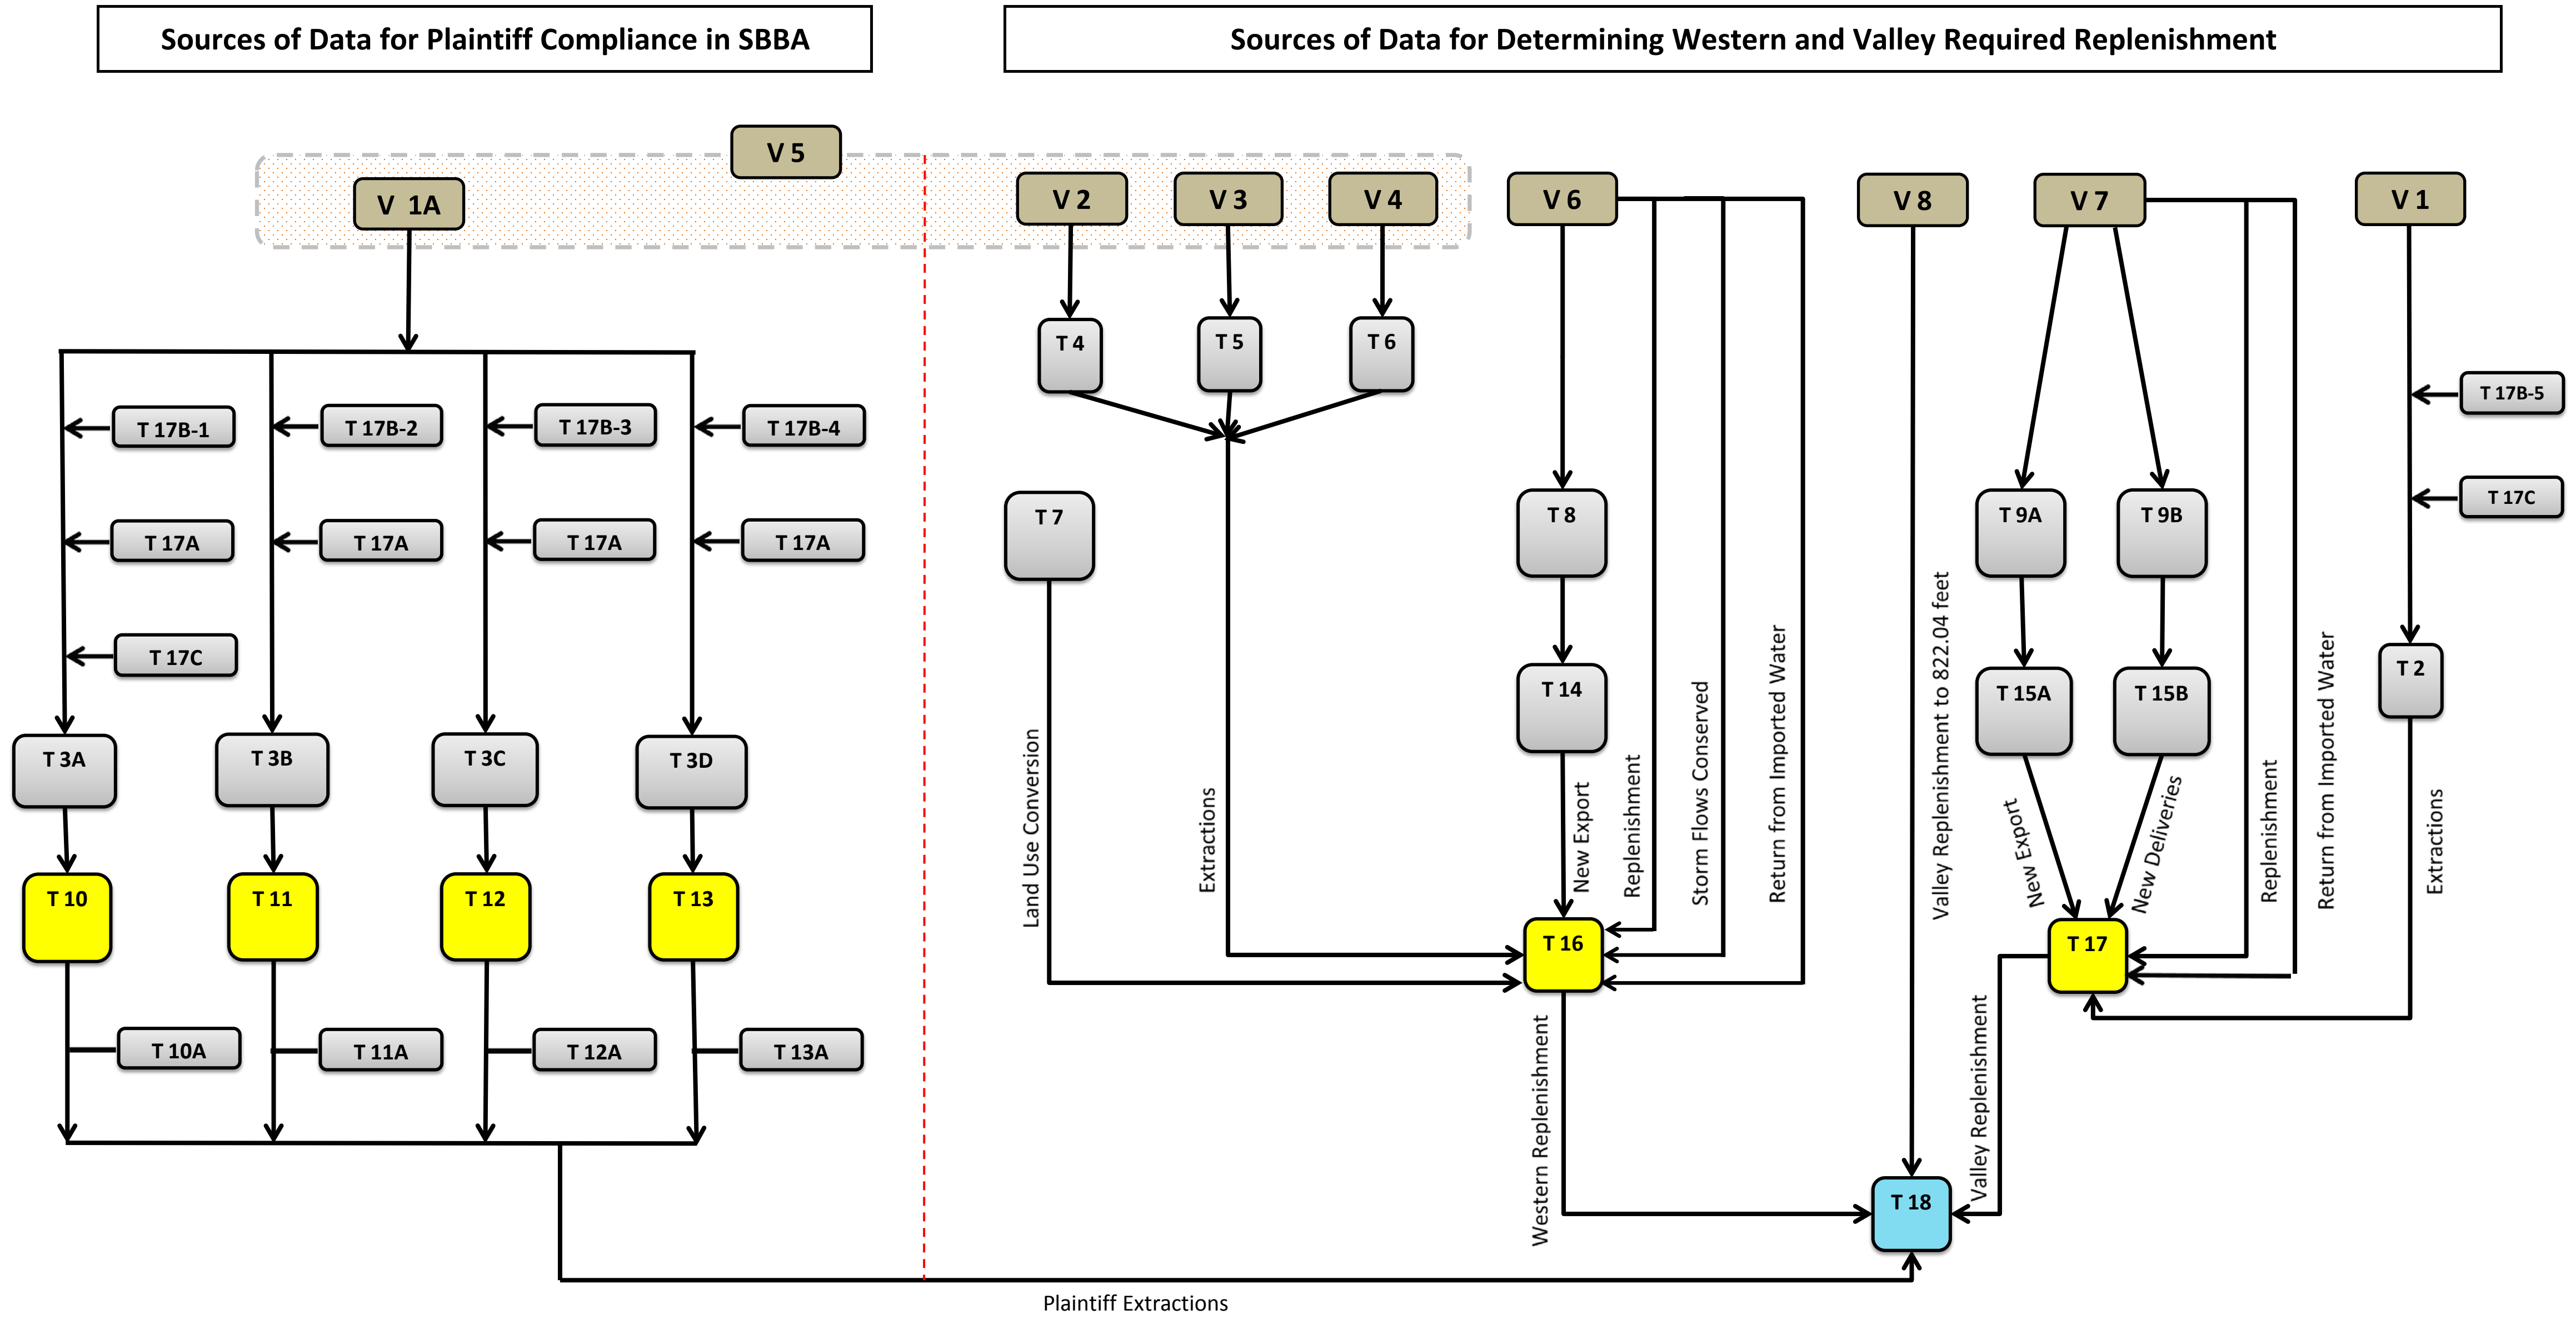 Sources of Data for Plaintiff Compliance in SBBA
Sources of Data for Determining Western and Valley Required Replenishment
V 5
V 1A
V 2
V 3
V 4
V 6
V 8
V 7
V 1
T 4
T 5
T 6
T 17B-1
T 17B-2
T 17B-3
T 17B-4
T 17B-5
T 17A
T 17A
T 17A
T 17A
T 17C
T 7
T 8
T 9A
T 9B
T 17C
T 14
T 15A
T 15B
T 2
T 3A
T 3B
T 3C
T 3D
Land Use Conversion
Extractions
New Export
Replenishment
Storm Flows Conserved
Return from Imported Water
Valley Replenishment to 822.04 feet
New Export
New Deliveries
Replenishment
Return from Imported Water
Extractions
T 10
T 11
T 12
T 13
T 16
T 17
T 10A
T 11A
T 12A
T 13A
Western Replenishment
Valley Replenishment
T 18
Plaintiff Extractions